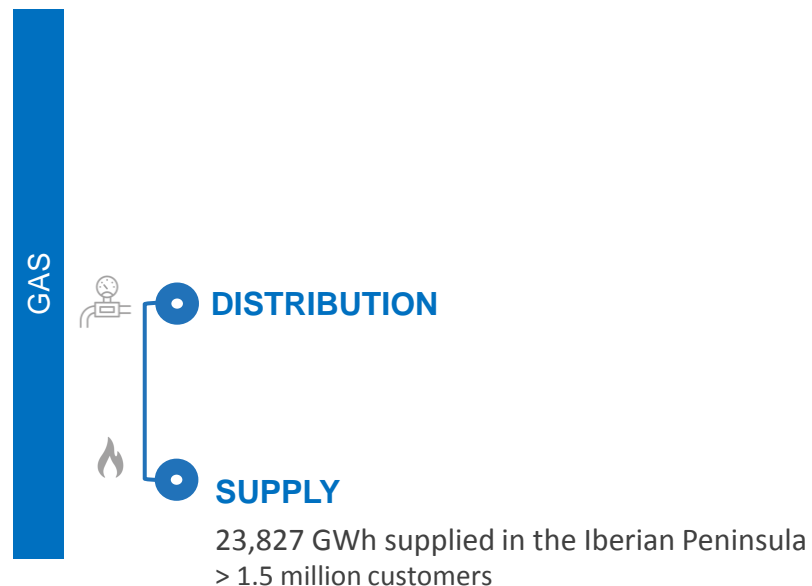 GAS
DISTRIBUTION
SUPPLY
23,827 GWh supplied in the Iberian Peninsula
> 1.5 million customers